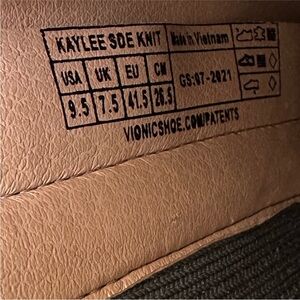 KAYLEE SDE KNIT Made in Vietnam
USA UK EU CM
9.5 7.5 41.5 26.5
GS:07-2021
VIONICSHOE.COM/PATENTS